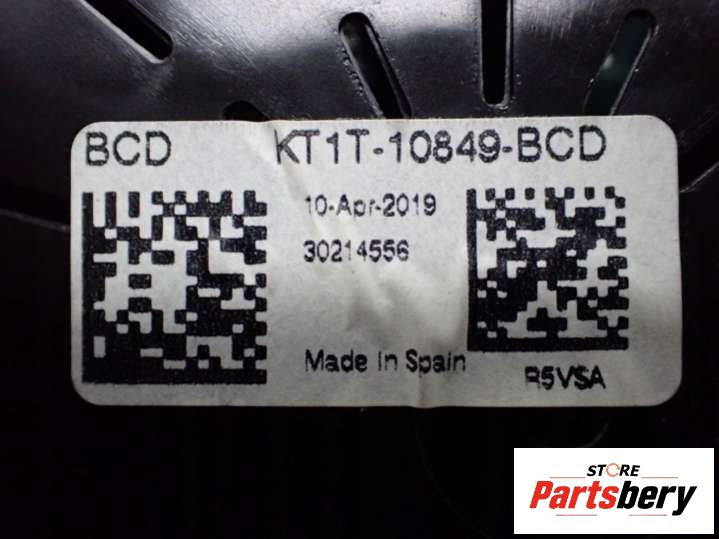 BCD KT1T-10849-BCD
10-Apr-2019
30214556
Made In Spain
R5VSA
STORE
Partsbery